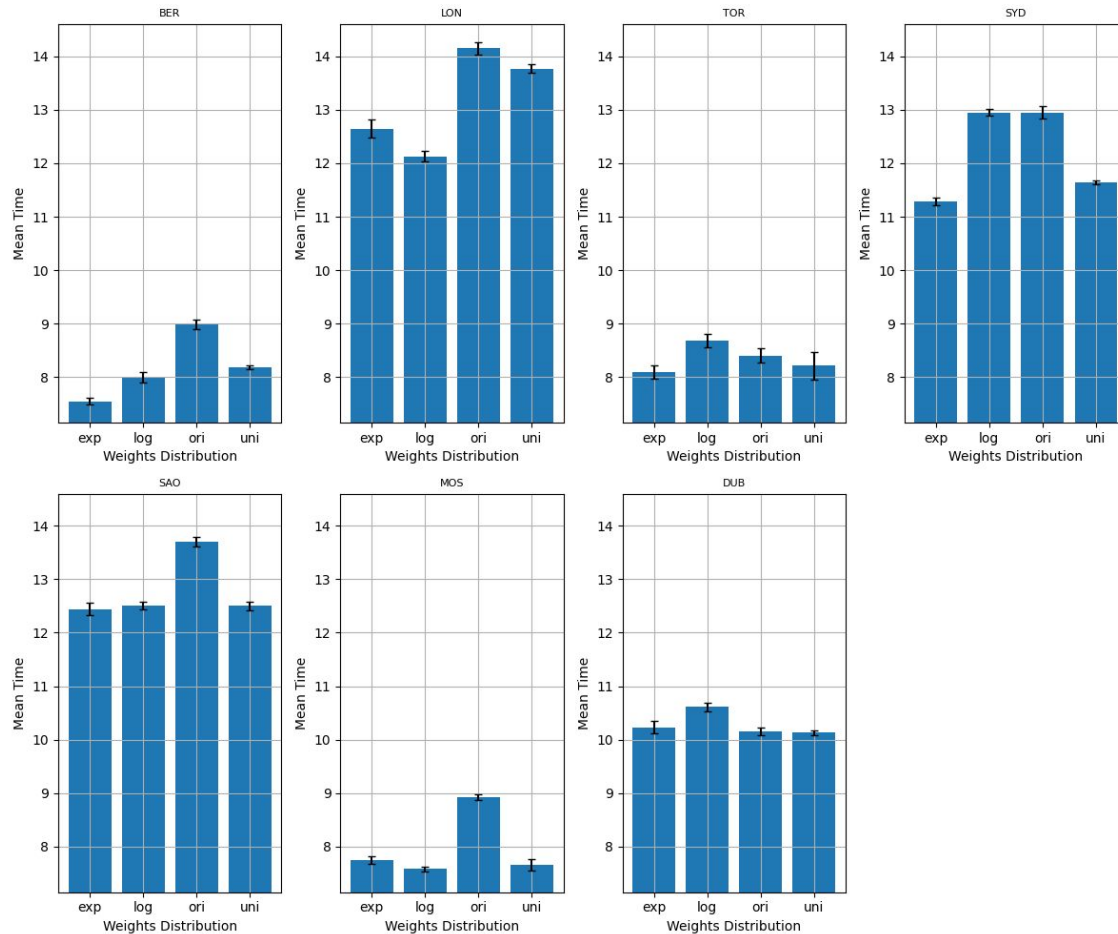 BER
14
13
12
11
10
9
8
Mean Time
exp log ori uni
Weights Distribution
LON
14
13
12
11
10
9
8
Mean Time
exp log ori uni
Weights Distribution
TOR
14
13
12
11
10
9
8
Mean Time
exp log ori uni
Weights Distribution
SYD
14
13
12
11
10
9
8
Mean Time
exp log ori uni
Weights Distribution
SAO
14
13
12
11
10
9
8
Mean Time
exp log ori uni
Weights Distribution
MOS
14
13
12
11
10
9
8
Mean Time
exp log ori uni
Weights Distribution
DUB
14
13
12
11
10
9
8
Mean Time
exp log ori uni
Weights Distribution